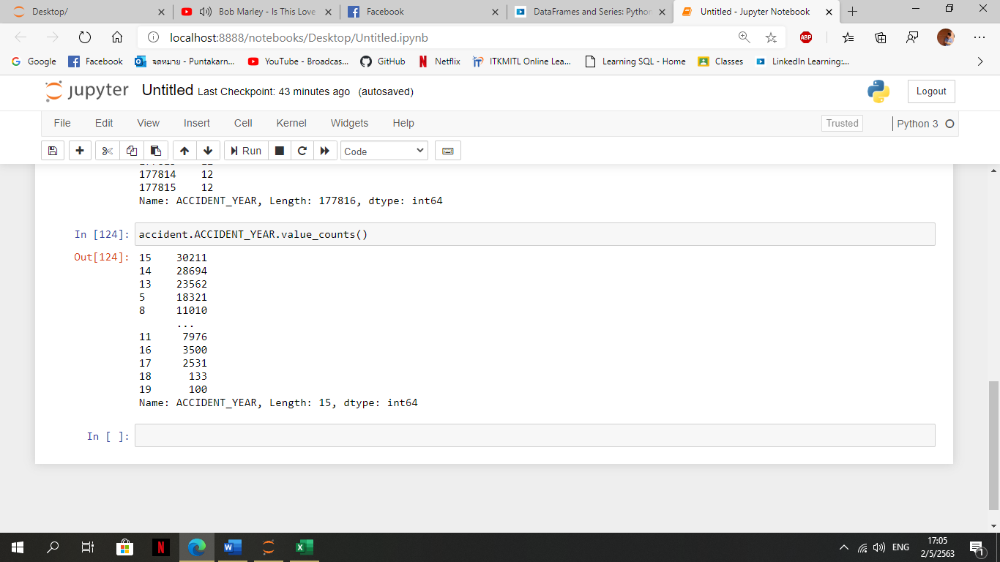 Desktop/
Bob Marley - Is This Love
Facebook
DataFrames and Series: Python
Untitled - Jupyter Notebook
localhost:8888/notebooks/Desktop/Untitled.ipynb
ABP
Google
Facebook
จดหมาย - Puntakarn...
YouTube - Broadcas...
GitHub
Netflix
ITKMITL Online Lea...
Learning SQL - Home
Classes
LinkedIn Learning:...
jupyter Untitled Last Checkpoint: 43 minutes ago (autosaved)
Logout
File Edit View Insert Cell Kernel Widgets Help
Trusted
Python 3
Run
Code
177814 12
177815 12
Name: ACCIDENT_YEAR, Length: 177816, dtype: int64
In [124]: accident.ACCIDENT_YEAR.value_counts()
Out[124]: 15 30211
14 28694
13 23562
5 18321
8 11010
...
11 7976
16 3500
17 2531
18 133
19 100
Name: ACCIDENT_YEAR, Length: 15, dtype: int64
In [ ]:
ENG
17:05
2/5/2563
1